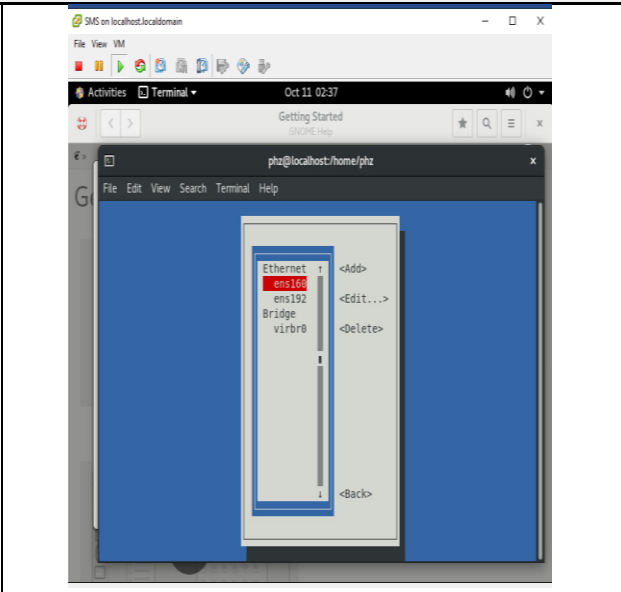 SMS on localhost.localdomain
File View VM
Activities Terminal Oct 11 02:37
Getting Started
GNOME Help
phz@localhost:/home/phz
File Edit View Search Terminal Help
Ethernet <Add>
ens160
ens192 <Edit...>
Bridge
virbr0 <Delete>
<Back>